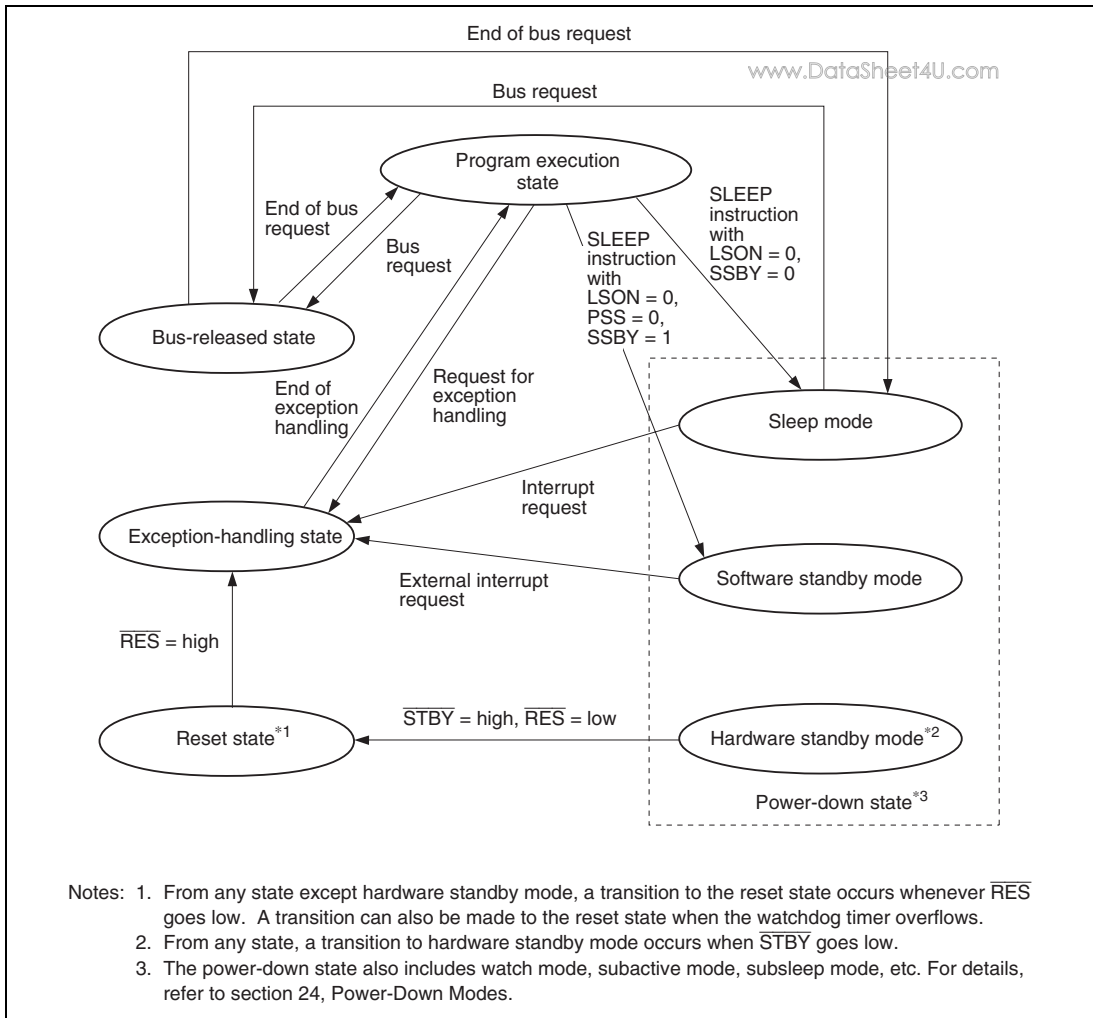 End of bus request
www.DataSheet4U.com
Bus request
Program execution
state
End of bus
request
Bus
request
SLEEP
instruction
with
LSON = 0,
PSS = 0,
SSBY = 1
SLEEP
instruction
with
LSON = 0,
SSBY = 0
Bus-released state
End of
exception
handling
Request for
exception
handling
Sleep mode
Interrupt
request
Exception-handling state
Software standby mode
External interrupt
request
RES = high
STBY = high, RES = low
Reset state*1
Hardware standby mode*2
Power-down state*3
Notes: 1. From any state except hardware standby mode, a transition to the reset state occurs whenever RES
goes low. A transition can also be made to the reset state when the watchdog timer overflows.
2. From any state, a transition to hardware standby mode occurs when STBY goes low.
3. The power-down state also includes watch mode, subactive mode, subsleep mode, etc. For details,
refer to section 24, Power-Down Modes.